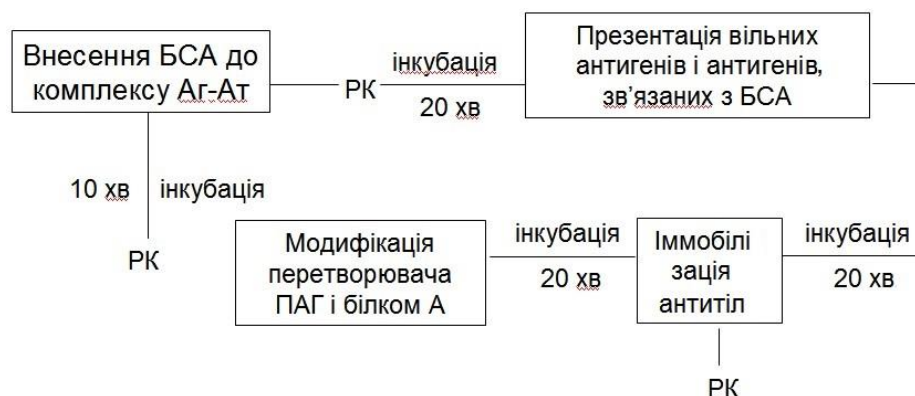 Внесення БСА до
комплексу Аг-Ат
РК
інкубація
20 хв
Презентація вільних
антигенів і антигенів,
зв’язаних з БСА
10 хв
інкубація
РК
Модифікація
перетворювача
ПАГ і білком А
інкубація
20 хв
Іммобілі
зація
антитіл
інкубація
20 хв
РК